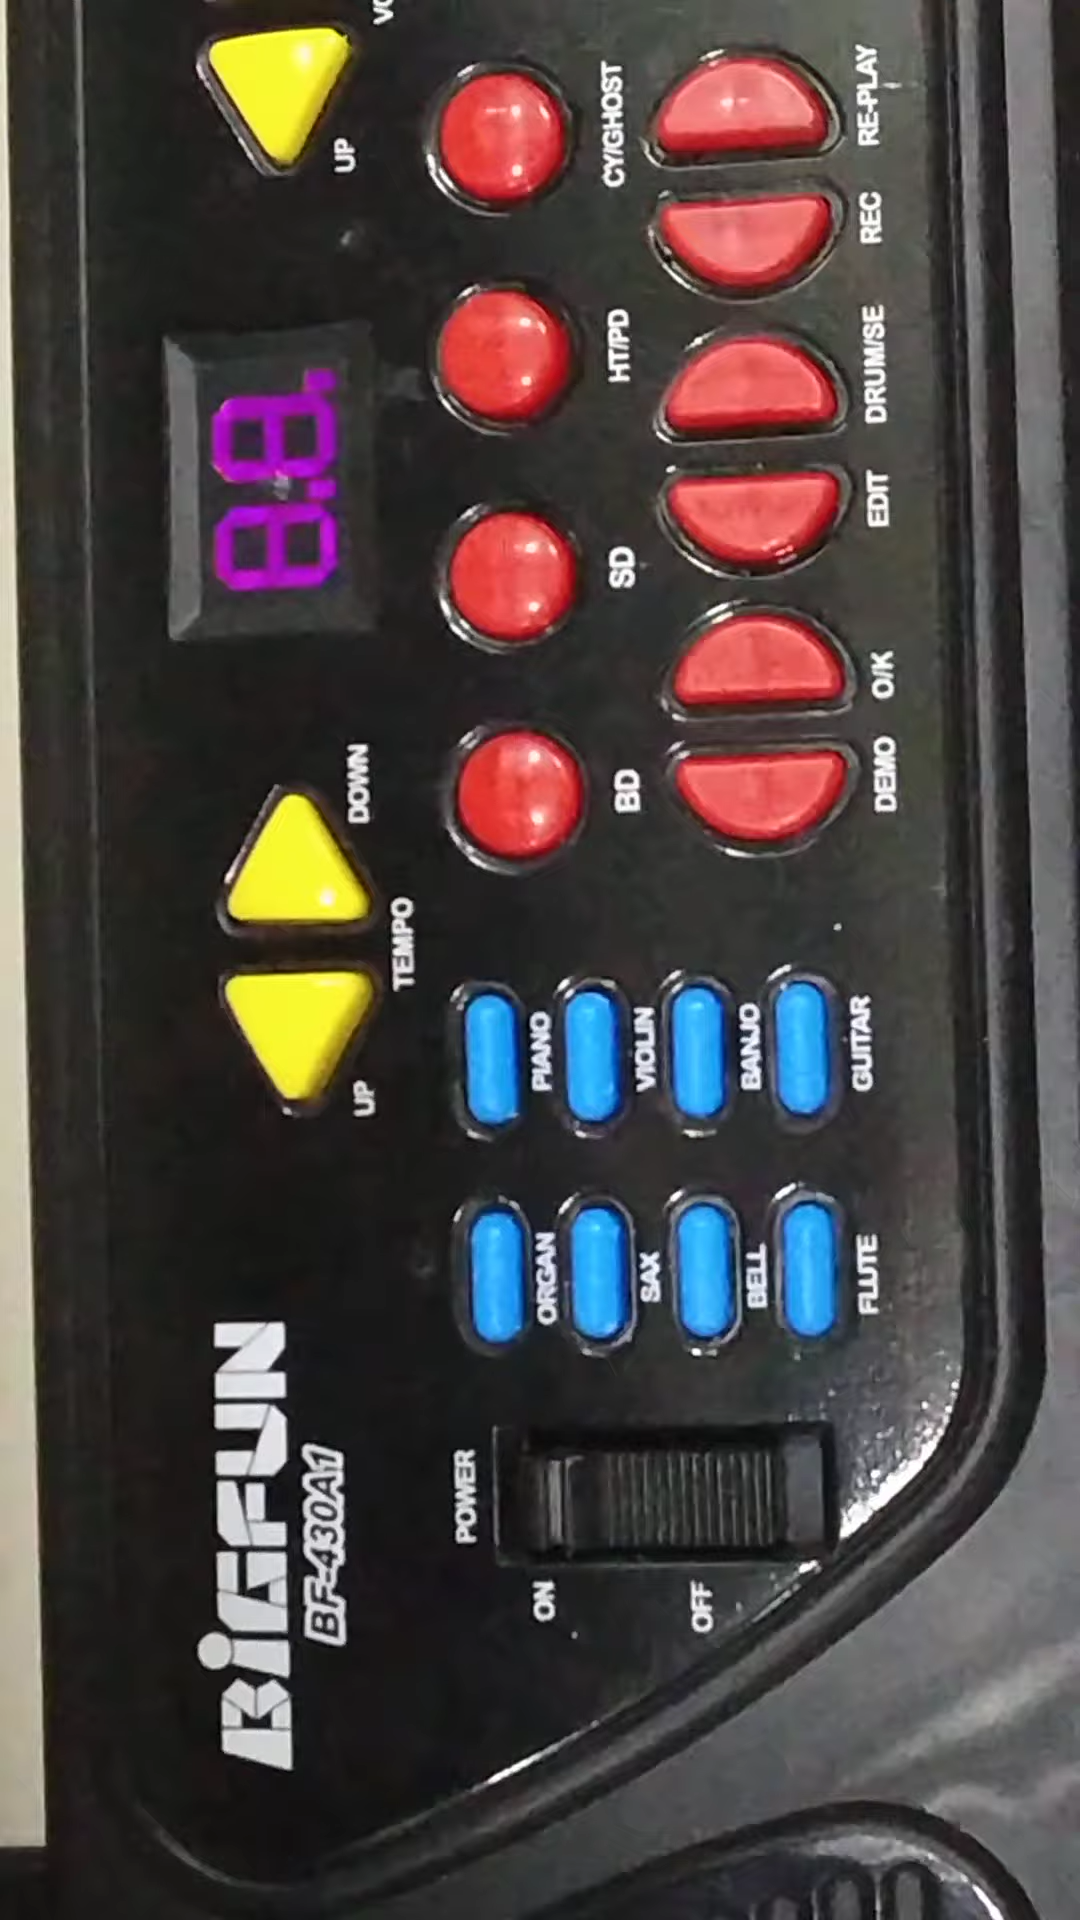 BiGFUN
BF-430A1
UP
TEMPO
DOWN
8.8.
UP
POWER
ON
OFF
ORGAN
PIANO
SAX
VIOLIN
BELL
BANJO
FLUTE
GUITAR
BD
SD
HT/PD
CY/GHOST
DEMO
O/K
EDIT
DRUM/SE
REC
RE-PLAY